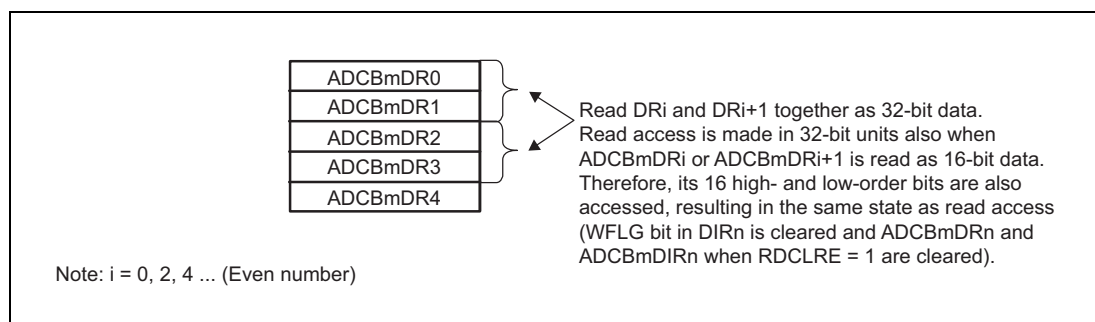 ADCBmDR0
ADCBmDR1
ADCBmDR2
ADCBmDR3
ADCBmDR4
Read DRi and DRi+1 together as 32-bit data.
Read access is made in 32-bit units also when
ADCBmDRi or ADCBmDRi+1 is read as 16-bit data.
Therefore, its 16 high- and low-order bits are also
accessed, resulting in the same state as read access
(WFLG bit in DIRn is cleared and ADCBmDRn and
ADCBmDIRn when RDCLRE = 1 are cleared).
Note: i = 0, 2, 4 ... (Even number)